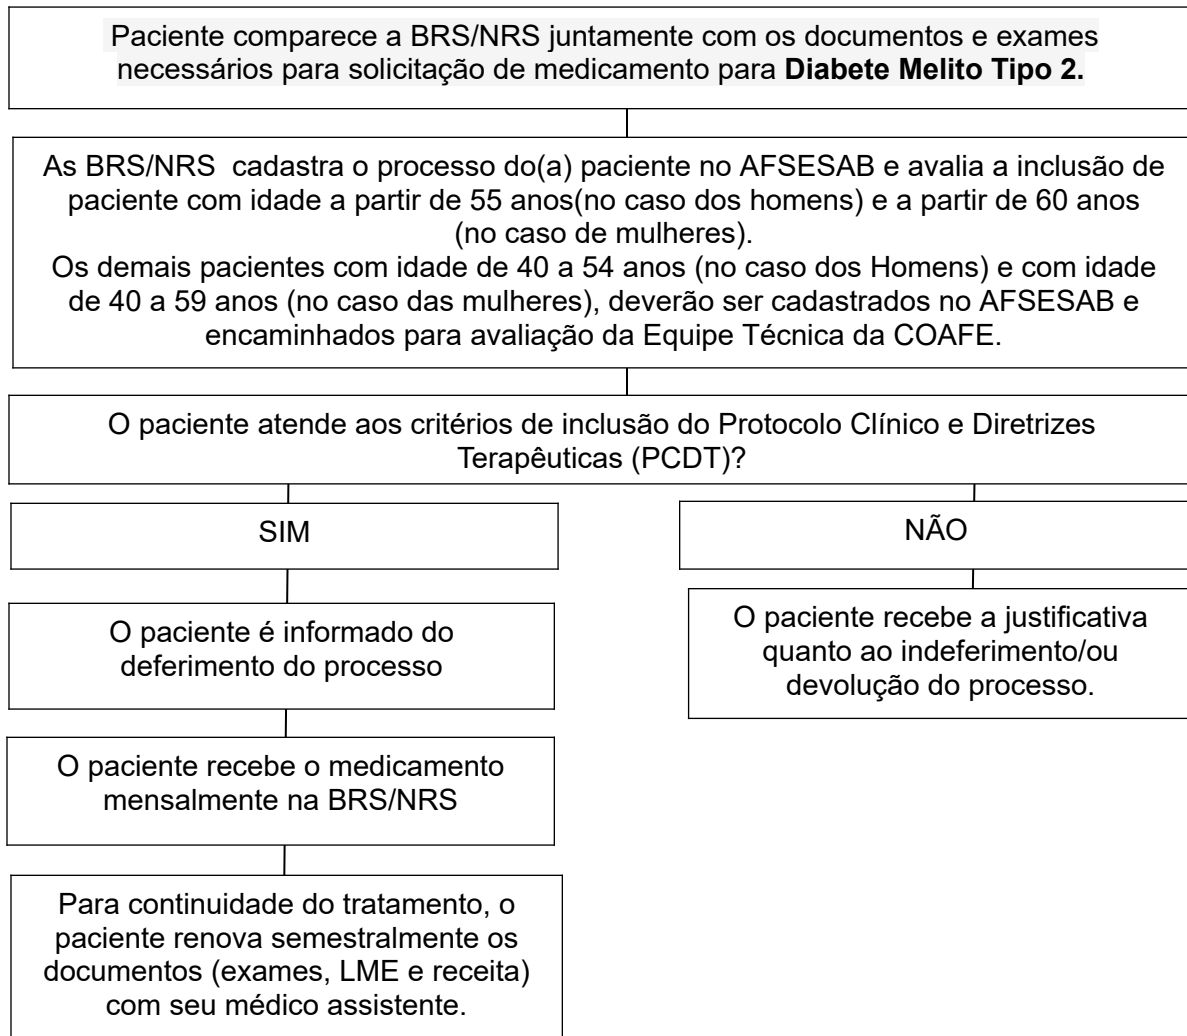 Paciente comparece a BRS/NRS juntamente com os documentos e exames
necessários para solicitação de medicamento para Diabete Melito Tipo 2.
As BRS/NRS cadastra o processo do(a) paciente no AFSESAB e avalia a inclusão de
paciente com idade a partir de 55 anos(no caso dos homens) e a partir de 60 anos
(no caso de mulheres).
Os demais pacientes com idade de 40 a 54 anos (no caso dos Homens) e com idade
de 40 a 59 anos (no caso das mulheres), deverão ser cadastrados no AFSESAB e
encaminhados para avaliação da Equipe Técnica da COAFE.
O paciente atende aos critérios de inclusão do Protocolo Clínico e Diretrizes
Terapêuticas (PCDT)?
SIM
NÃO
O paciente é informado do
deferimento do processo
O paciente recebe a justificativa
quanto ao indeferimento/ou
devolução do processo.
O paciente recebe o medicamento
mensalmente na BRS/NRS
Para continuidade do tratamento, o
paciente renova semestralmente os
documentos (exames, LME e receita)
com seu médico assistente.